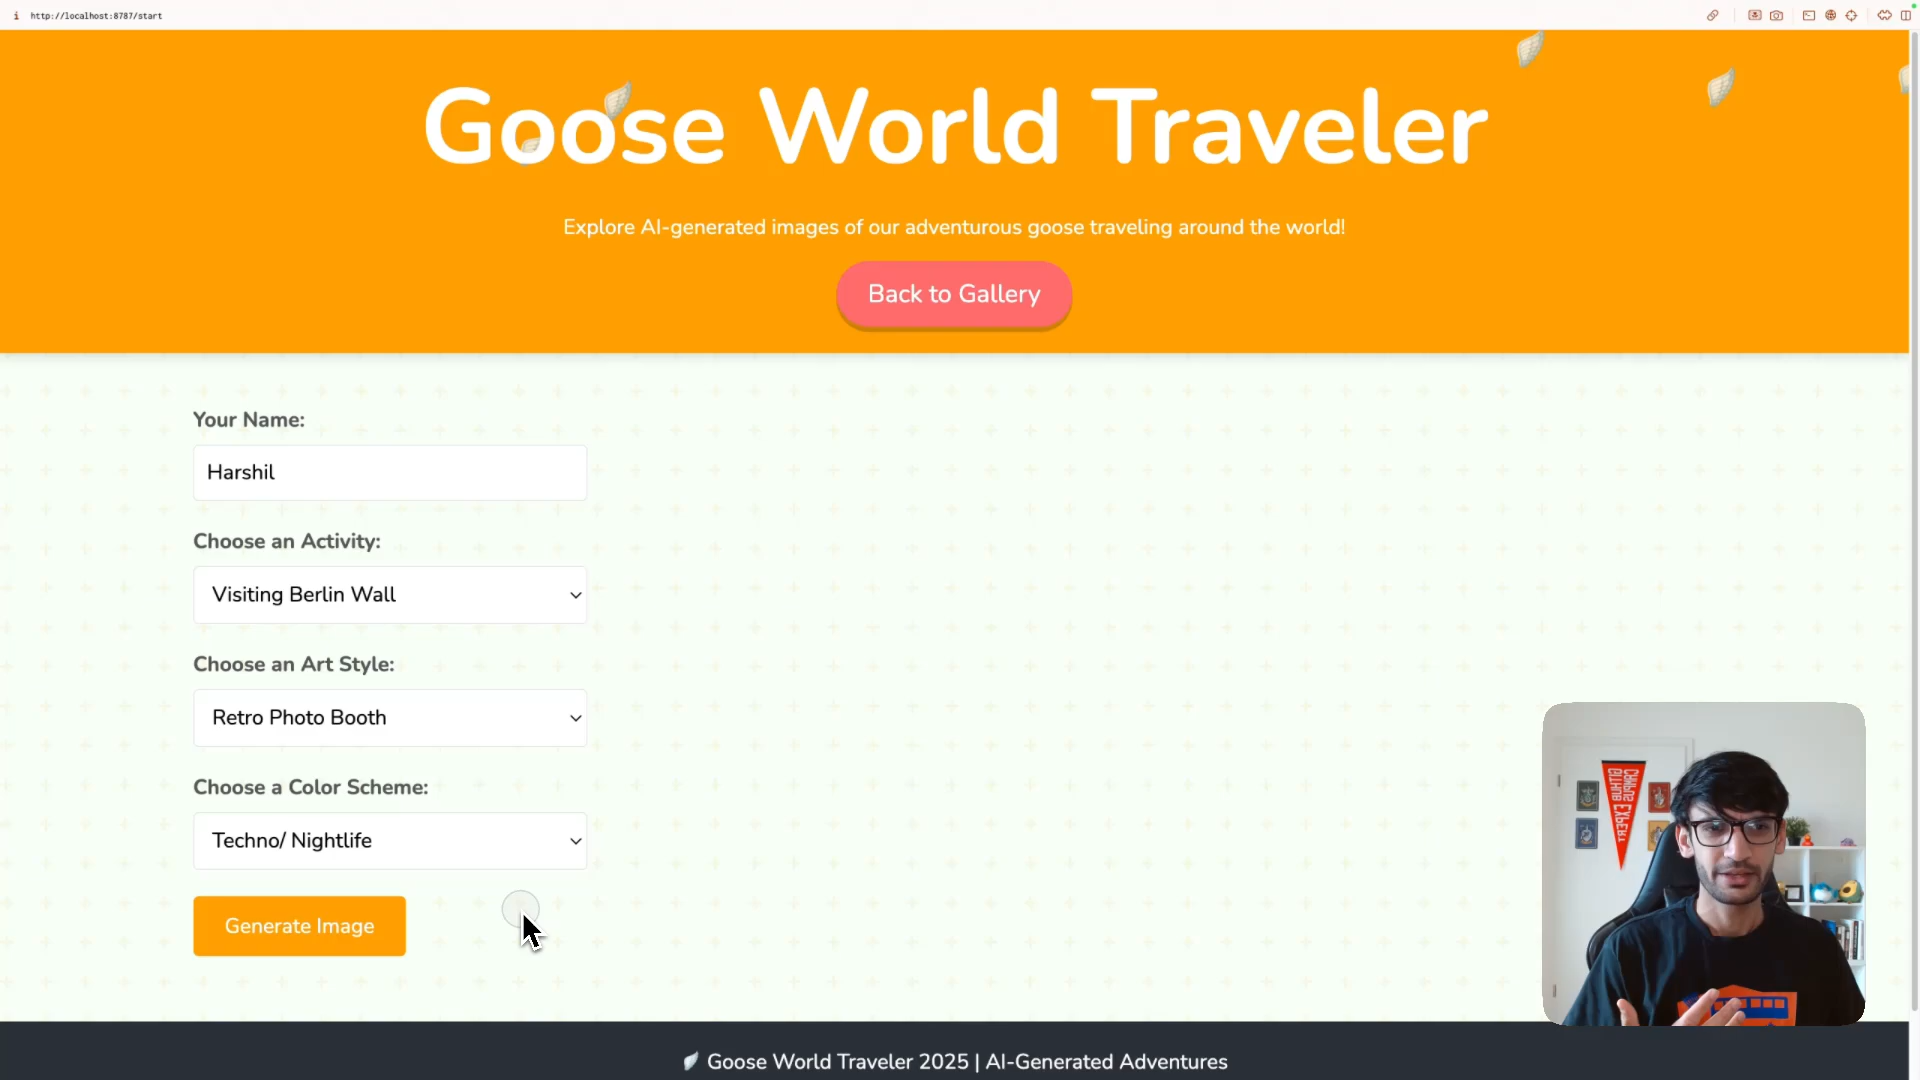 http://localhost:8787/start
Goose World Traveler
Explore AI-generated images of our adventurous goose traveling around the world!
Back to Gallery
Your Name:
Harshil
Choose an Activity:
Visiting Berlin Wall
Choose an Art Style:
Retro Photo Booth
Choose a Color Scheme:
Techno/ Nightlife
Generate Image
Goose World Traveler 2025 | AI-Generated Adventures